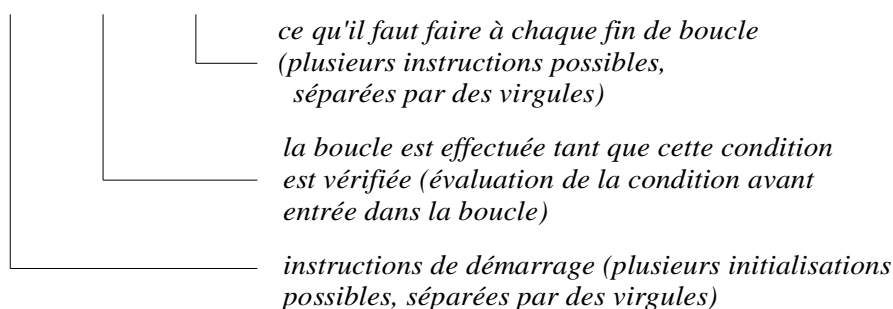 ce qu'il faut faire à chaque fin de boucle
(plusieurs instructions possibles,
séparées par des virgules)
la boucle est effectuée tant que cette condition
est vérifiée (évaluation de la condition avant
entrée dans la boucle)
instructions de démarrage (plusieurs initialisations
possibles, séparées par des virgules)